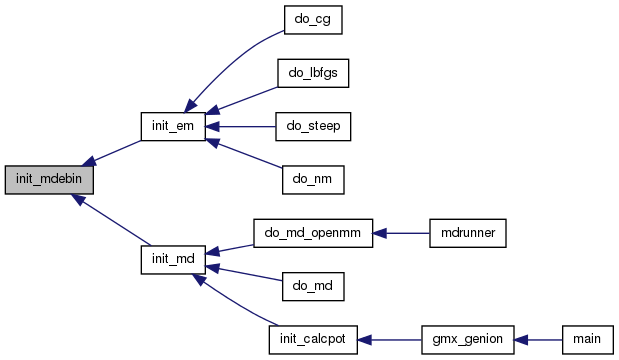 do_cg
do_lbfgs
init_em
do_steep
init_mdebin
do_nm
do_md_openmm
mdrunner
init_md
do_md
init_calcpot
gmx_genion
main